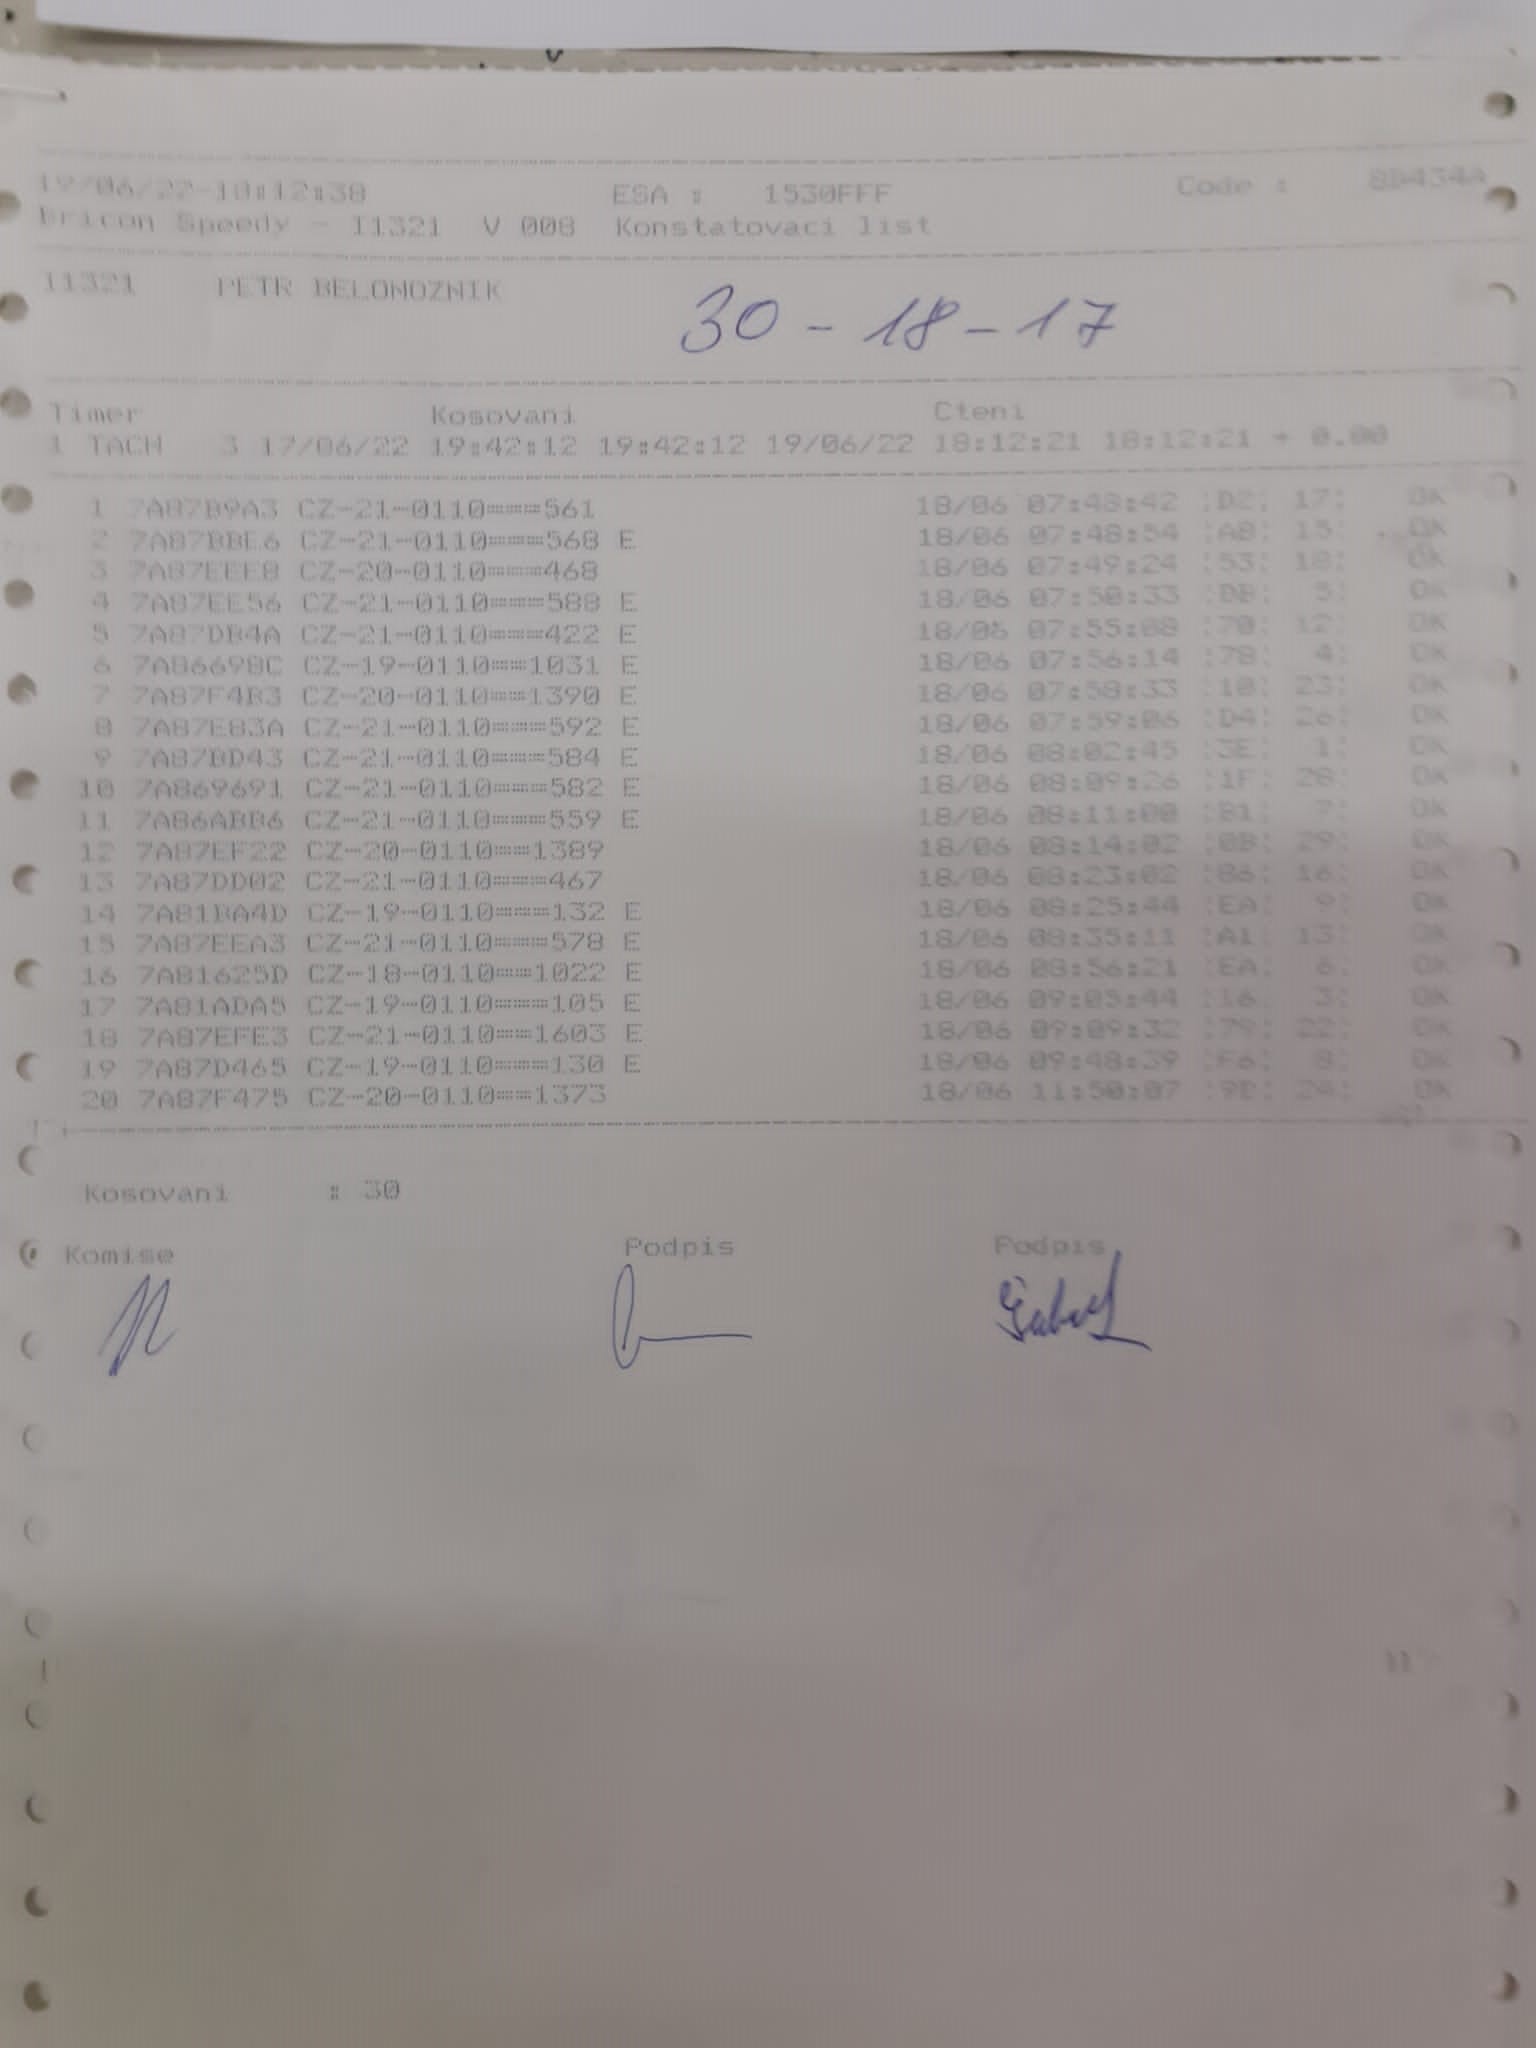 19/06/22-18:12:38 ESA : 1530FFF Code : 8B434A
Bricon Speedy - I1321 V 008 Konstatovaci list
I1321 PETR BELONOZNIK
30 - 18 - 17
Timer Kosovani Cteni
1 TACH 3 17/06/22 19:42:12 19:42:12 19/06/22 18:12:21 18:12:21 + 0.00
1 7A87B9A3 CZ-21-0110===561 18/06 07:48:42 :D2: 17: OK
2 7A87BBE6 CZ-21-0110===568 E 18/06 07:48:54 :A8: 15: OK
3 7A87EEE8 CZ-20-0110===468 18/06 07:49:24 :53: 18: OK
4 7A87EE56 CZ-21-0110===588 E 18/06 07:50:33 :DB: 5: OK
5 7A87DB4A CZ-21-0110===422 E 18/06 07:55:08 :70: 12: OK
6 7A86698C CZ-19-0110==1031 E 18/06 07:56:14 :78: 4: OK
7 7A87F4B3 CZ-20-0110==1390 E 18/06 07:58:33 :10: 23: OK
8 7A87E83A CZ-21-0110===592 E 18/06 07:59:06 :D4: 26: OK
9 7A87BD43 CZ-21-0110===584 E 18/06 08:02:45 :3E: 1: OK
10 7A869691 CZ-21-0110===582 E 18/06 08:09:26 :1F: 28: OK
11 7A86ABB6 CZ-21-0110===559 E 18/06 08:11:00 :81: 7: OK
12 7A87EF22 CZ-20-0110==1389 18/06 08:14:02 :0B: 29: OK
13 7A87DD02 CZ-21-0110===467 18/06 08:23:02 :86: 16: OK
14 7A81BA4D CZ-19-0110===132 E 18/06 08:25:44 :EA: 9: OK
15 7A87EEA3 CZ-21-0110===578 E 18/06 08:35:11 :A1: 13: OK
16 7A81625D CZ-18-0110==1022 E 18/06 08:56:21 :EA: 6: OK
17 7A81ADA5 CZ-19-0110===105 E 18/06 09:05:44 :16: 3: OK
18 7A87EFE3 CZ-21-0110==1603 E 18/06 09:09:32 :79: 22: OK
19 7A87D465 CZ-19-0110===130 E 18/06 09:48:39 :F6: 8: OK
20 7A87F475 CZ-20-0110==1373 18/06 11:50:07 :9E: 24: OK
Kosovani : 30
Komise Podpis Podpis